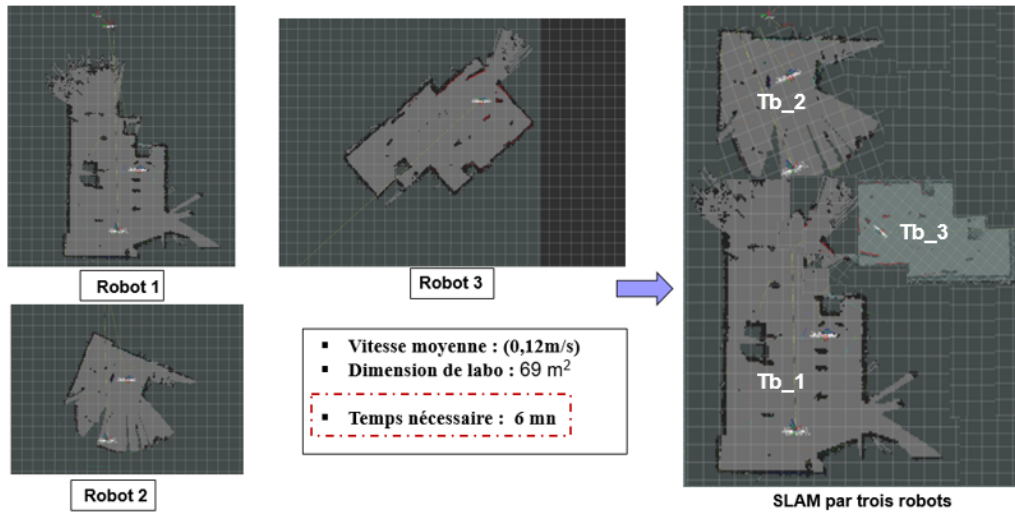 Robot 1
Robot 3
Robot 2
▪ Vitesse moyenne : (0,12m/s)
▪ Dimension de labo : 69 m²
▪ Temps nécessaire : 6 mn
Tb_2
Tb_3
Tb_1
SLAM par trois robots